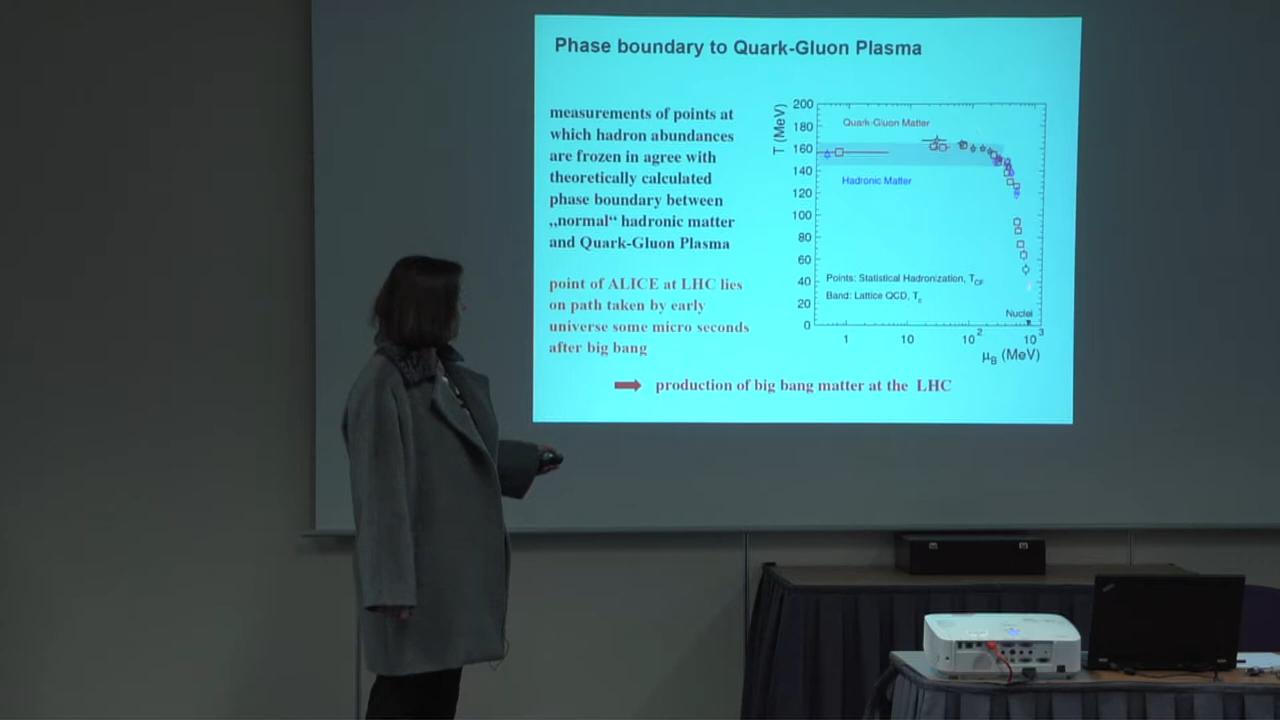 Phase boundary to Quark-Gluon Plasma
measurements of points at
which hadron abundances
are frozen in agree with
theoretically calculated
phase boundary between
„normal“ hadronic matter
and Quark-Gluon Plasma
point of ALICE at LHC lies
on path taken by early
universe some micro seconds
after big bang
production of big bang matter at the LHC
T (MeV)
200
180
160
140
120
100
80
60
40
20
0
Quark-Gluon Matter
Hadronic Matter
Points: Statistical Hadronization, T_CF
Band: Lattice QCD, T_c
Nuclei
1 10 10² 10³
μ_B (MeV)